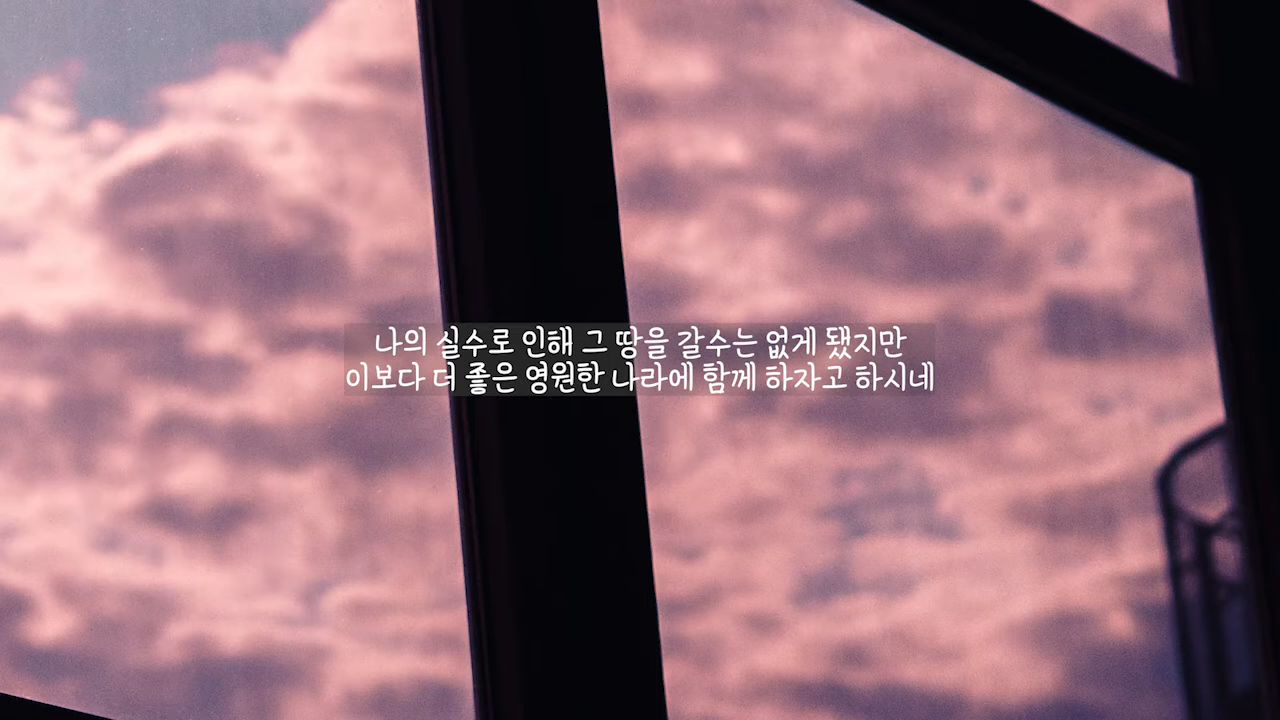 나의 실수로 인해 그 땅을 갈수는 없게 됐지만
이보다 더 좋은 영원한 나라에 함께 하자고 하시네